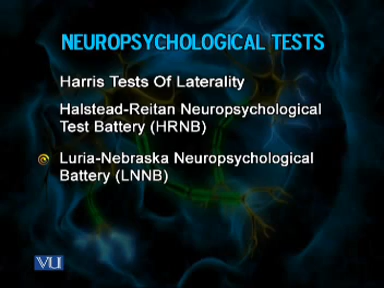 NEUROPSYCHOLOGICAL TESTS
Harris Tests Of Laterality
Halstead-Reitan Neuropsychological
Test Battery (HRNB)
Luria-Nebraska Neuropsychological
Battery (LNNB)
VU